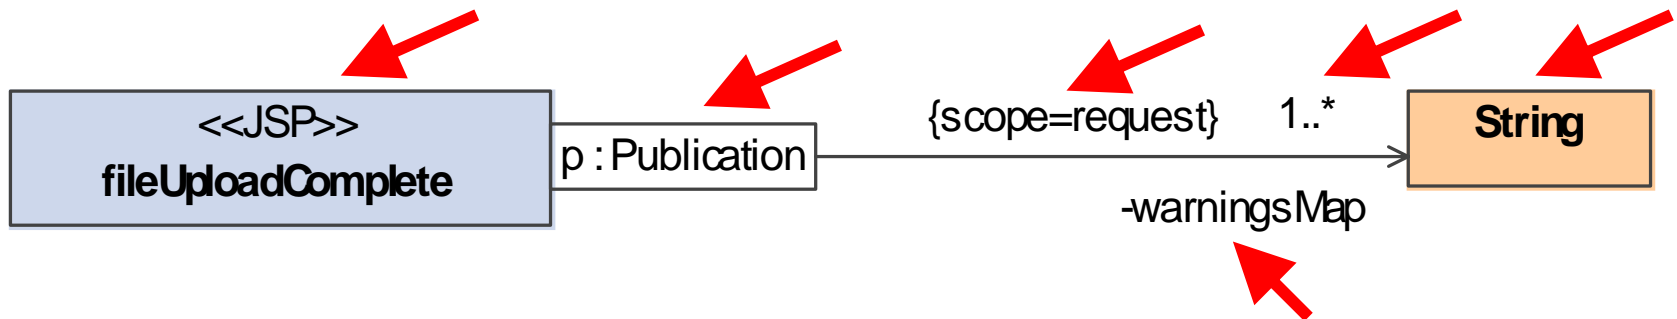 <<JSP>>
fileUploadComplete
p : Publication
{scope=request}
1..*
-warningsMap
String